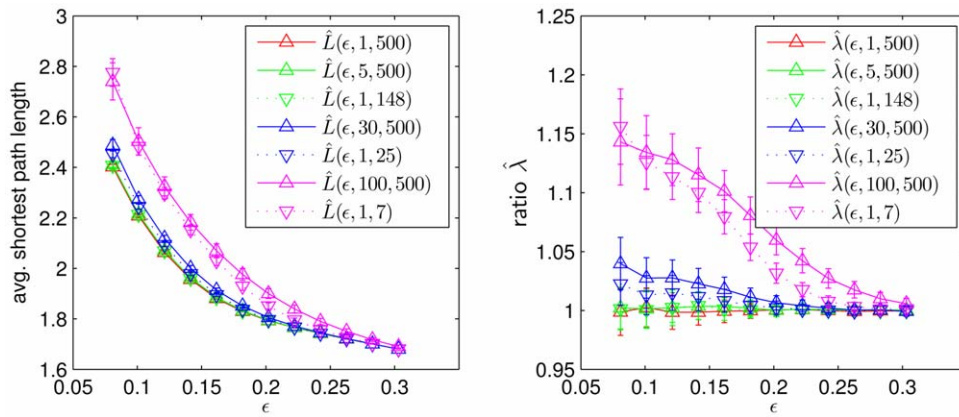 avg. shortest path length
3
2.8
2.6
2.4
2.2
2
1.8
1.6
0.05 0.1 0.15 0.2 0.25 0.3
ϵ
L̂(ϵ, 1, 500)
L̂(ϵ, 5, 500)
L̂(ϵ, 1, 148)
L̂(ϵ, 30, 500)
L̂(ϵ, 1, 25)
L̂(ϵ, 100, 500)
L̂(ϵ, 1, 7)
ratio λ̂
1.25
1.2
1.15
1.1
1.05
1
0.95
0.05 0.1 0.15 0.2 0.25 0.3
ϵ
λ̂(ϵ, 1, 500)
λ̂(ϵ, 5, 500)
λ̂(ϵ, 1, 148)
λ̂(ϵ, 30, 500)
λ̂(ϵ, 1, 25)
λ̂(ϵ, 100, 500)
λ̂(ϵ, 1, 7)